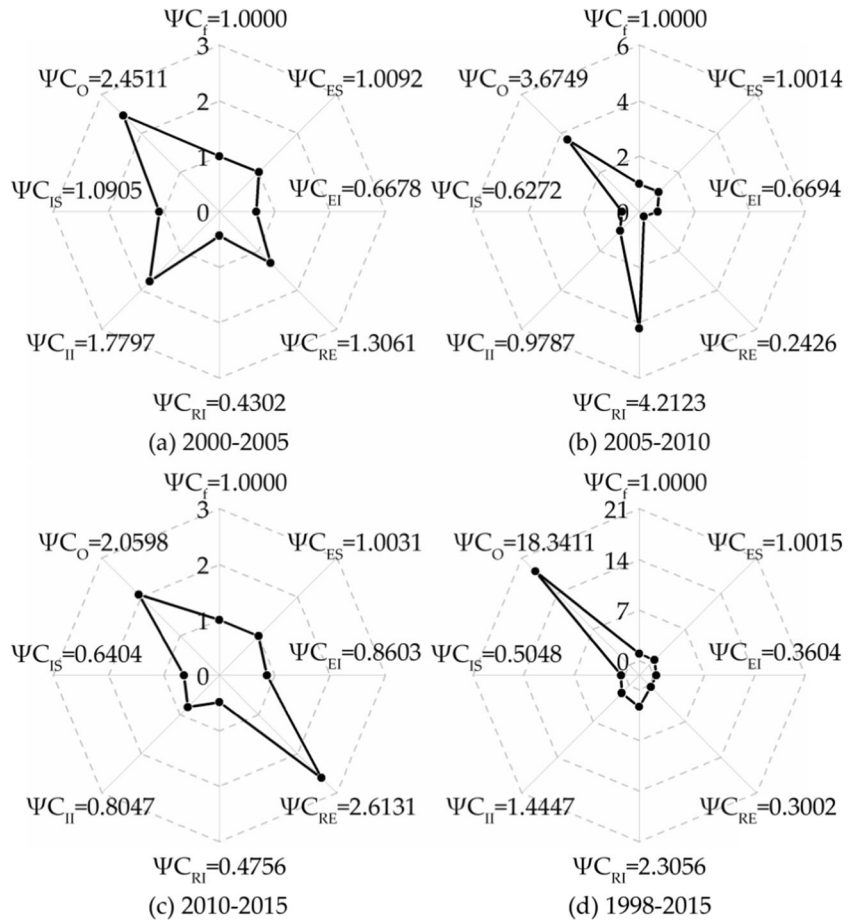 ΨC_f=1.0000
3
ΨC_O=2.4511
ΨC_ES=1.0092
2
1
ΨC_IS=1.0905
ΨC_EI=0.6678
0
ΨC_II=1.7797
ΨC_RE=1.3061
ΨC_RI=0.4302
(a) 2000-2005
ΨC_f=1.0000
6
ΨC_O=3.6749
ΨC_ES=1.0014
4
2
ΨC_IS=0.6272
ΨC_EI=0.6694
0
ΨC_II=0.9787
ΨC_RE=0.2426
ΨC_RI=4.2123
(b) 2005-2010
ΨC_f=1.0000
3
ΨC_O=2.0598
ΨC_ES=1.0031
2
1
ΨC_IS=0.6404
ΨC_EI=0.8603
0
ΨC_II=0.8047
ΨC_RE=2.6131
ΨC_RI=0.4756
(c) 2010-2015
ΨC_f=1.0000
21
ΨC_O=18.3411
ΨC_ES=1.0015
14
7
ΨC_IS=0.5048
ΨC_EI=0.3604
0
ΨC_II=1.4447
ΨC_RE=0.3002
ΨC_RI=2.3056
(d) 1998-2015